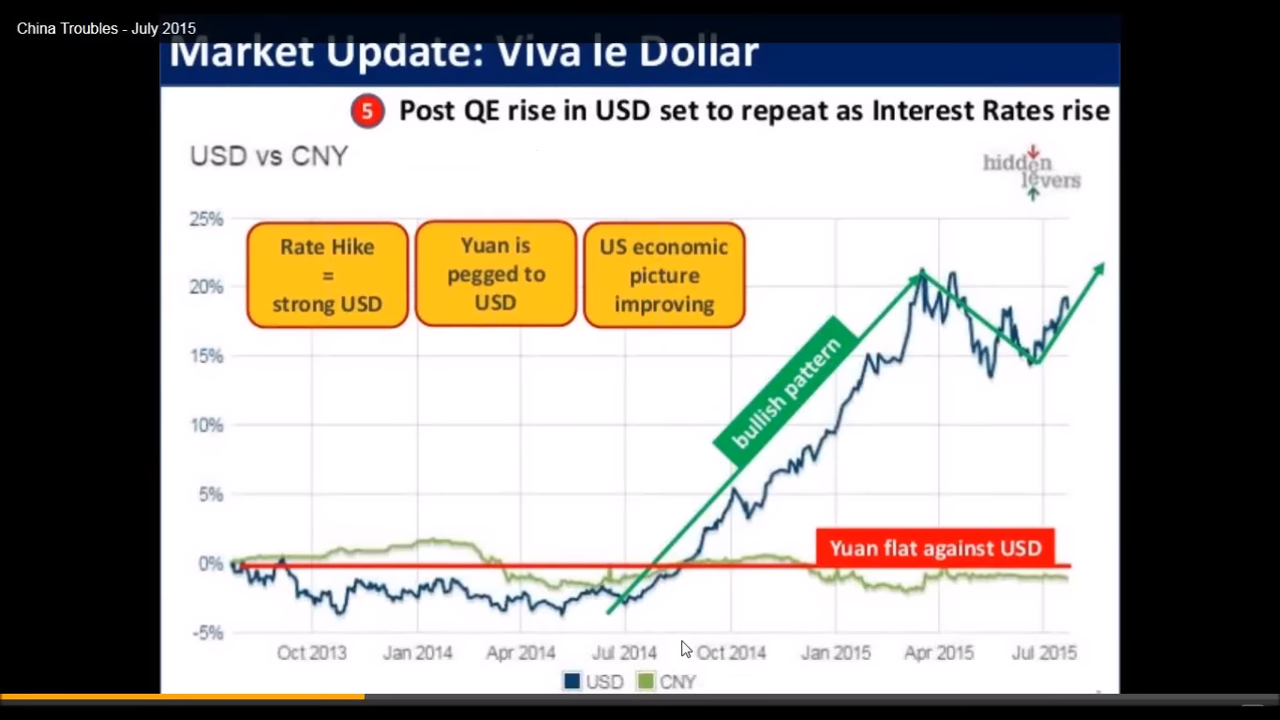 China Troubles - July 2015
Market Update: Viva le Dollar
5 Post QE rise in USD set to repeat as Interest Rates rise
USD vs CNY
hidden
levers
25%
Rate Hike
=
strong USD
Yuan is
pegged to
USD
US economic
picture
improving
20%
15%
bullish pattern
10%
5%
Yuan flat against USD
0%
-5%
Oct 2013 Jan 2014 Apr 2014 Jul 2014 Oct 2014 Jan 2015 Apr 2015 Jul 2015
USD CNY